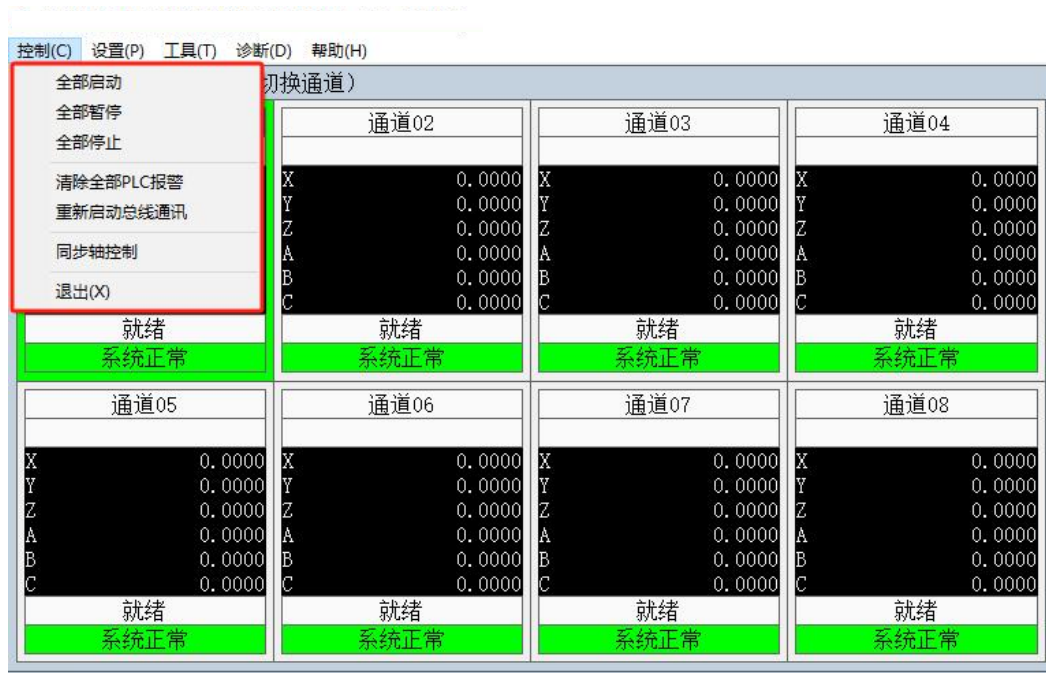 控制(C) 设置(P) 工具(T) 诊断(D) 帮助(H)
切换通道）
全部启动
全部暂停
全部停止
清除全部PLC报警
重新启动总线通讯
同步轴控制
退出(X)
就绪
系统正常
通道02
X 0.0000
Y 0.0000
Z 0.0000
A 0.0000
B 0.0000
C 0.0000
就绪
系统正常
通道03
X 0.0000
Y 0.0000
Z 0.0000
A 0.0000
B 0.0000
C 0.0000
就绪
系统正常
通道04
X 0.0000
Y 0.0000
Z 0.0000
A 0.0000
B 0.0000
C 0.0000
就绪
系统正常
通道05
X 0.0000
Y 0.0000
Z 0.0000
A 0.0000
B 0.0000
C 0.0000
就绪
系统正常
通道06
X 0.0000
Y 0.0000
Z 0.0000
A 0.0000
B 0.0000
C 0.0000
就绪
系统正常
通道07
X 0.0000
Y 0.0000
Z 0.0000
A 0.0000
B 0.0000
C 0.0000
就绪
系统正常
通道08
X 0.0000
Y 0.0000
Z 0.0000
A 0.0000
B 0.0000
C 0.0000
就绪
系统正常